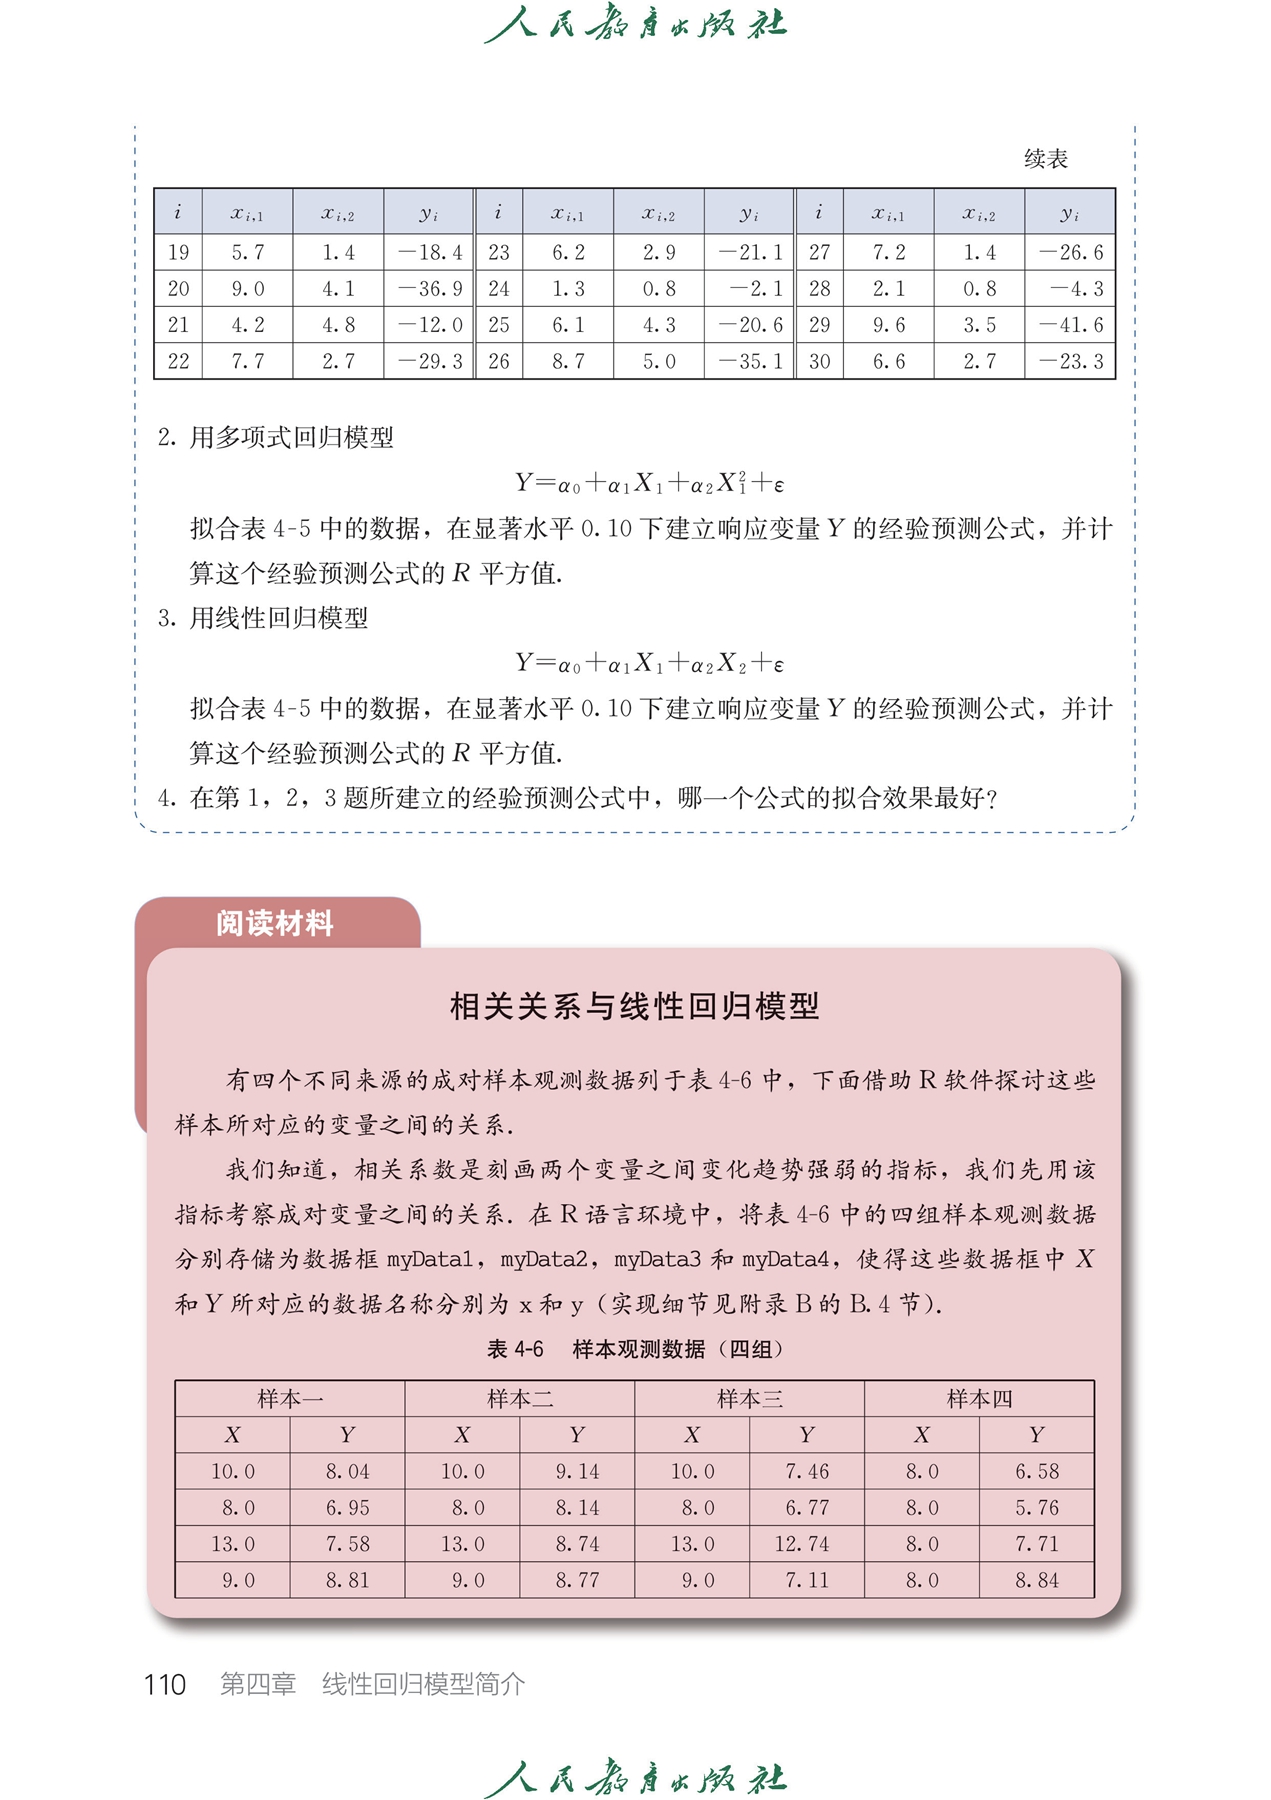 人民教育出版社
续表
i xi,1 xi,2 yi i xi,1 xi,2 yi i xi,1 xi,2 yi
19 5.7 1.4 －18.4 23 6.2 2.9 －21.1 27 7.2 1.4 －26.6
20 9.0 4.1 －36.9 24 1.3 0.8 －2.1 28 2.1 0.8 －4.3
21 4.2 4.8 －12.0 25 6.1 4.3 －20.6 29 9.6 3.5 －41.6
22 7.7 2.7 －29.3 26 8.7 5.0 －35.1 30 6.6 2.7 －23.3
2. 用多项式回归模型
Y＝α₀＋α₁X₁＋α₂X₁²＋ε
拟合表 4-5 中的数据，在显著水平 0.10 下建立响应变量 Y 的经验预测公式，并计
算这个经验预测公式的 R 平方值.
3. 用线性回归模型
Y＝α₀＋α₁X₁＋α₂X₂＋ε
拟合表 4-5 中的数据，在显著水平 0.10 下建立响应变量 Y 的经验预测公式，并计
算这个经验预测公式的 R 平方值.
4. 在第 1，2，3 题所建立的经验预测公式中，哪一个公式的拟合效果最好？
阅读材料
相关关系与线性回归模型
有四个不同来源的成对样本观测数据列于表 4-6 中，下面借助 R 软件探讨这些
样本所对应的变量之间的关系.
我们知道，相关系数是刻画两个变量之间变化趋势强弱的指标，我们先用该
指标考察成对变量之间的关系. 在 R 语言环境中，将表 4-6 中的四组样本观测数据
分别存储为数据框 myData1，myData2，myData3 和 myData4，使得这些数据框中 X
和 Y 所对应的数据名称分别为 x 和 y（实现细节见附录 B 的 B.4 节）.
表 4-6 样本观测数据（四组）
样本一 样本二 样本三 样本四
X Y X Y X Y X Y
10.0 8.04 10.0 9.14 10.0 7.46 8.0 6.58
8.0 6.95 8.0 8.14 8.0 6.77 8.0 5.76
13.0 7.58 13.0 8.74 13.0 12.74 8.0 7.71
9.0 8.81 9.0 8.77 9.0 7.11 8.0 8.84
110 第四章 线性回归模型简介
人民教育出版社